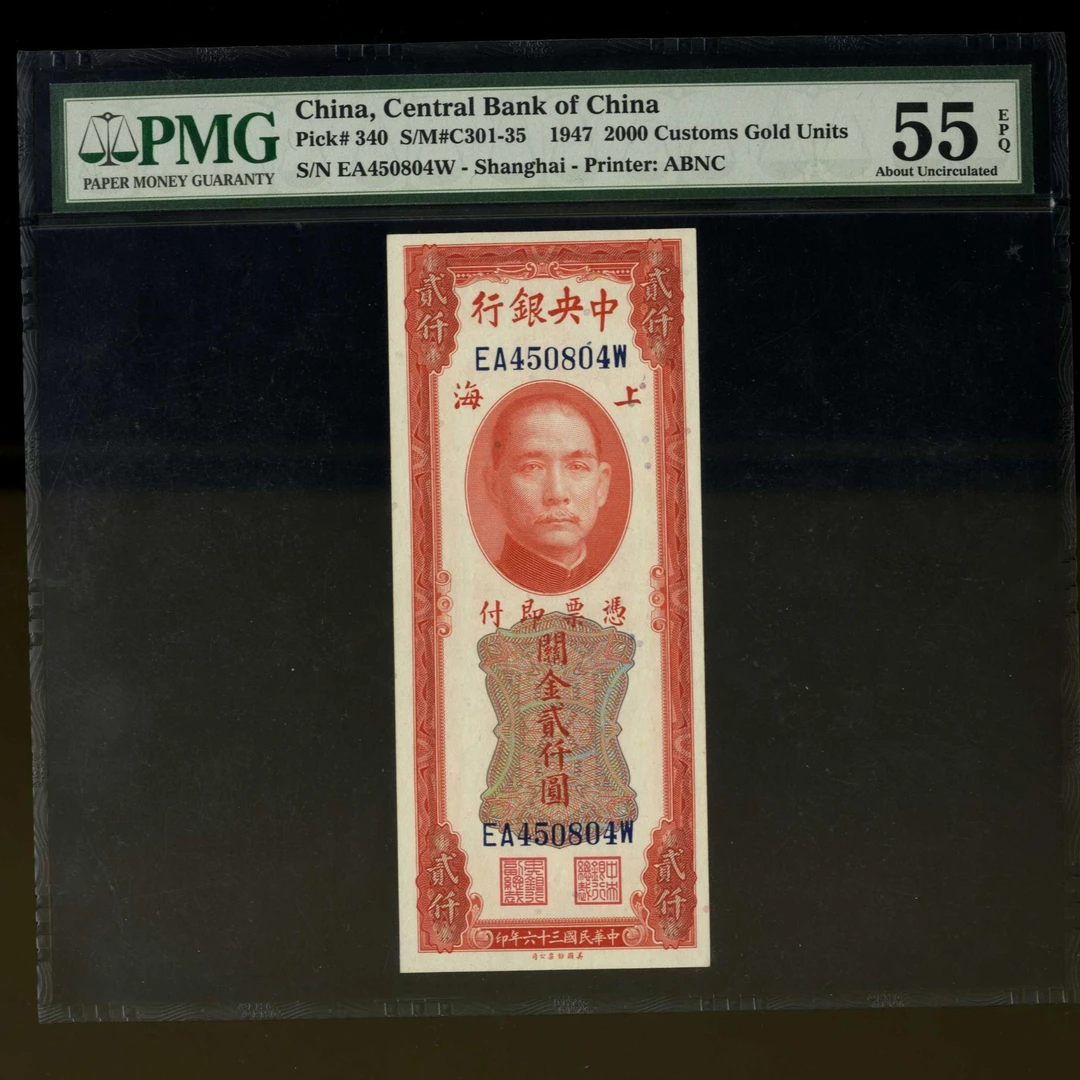 PMG
PAPER MONEY GUARANTY
China, Central Bank of China
Pick# 340 S/M#C301-35 1947 2000 Customs Gold Units
S/N EA450804W - Shanghai - Printer: ABNC
55
EPQ
About Uncirculated
貳仟
貳仟
中央銀行
EA450804W
上海
憑票即付
關金貳仟圓
EA450804W
貳仟
貳仟
中華民國三十六年印